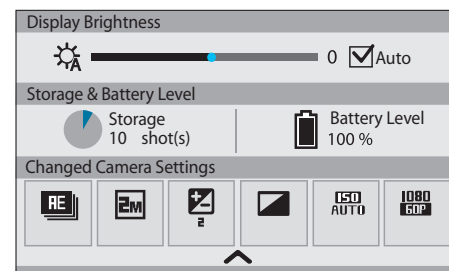 Display Brightness
A 0 Auto
Storage & Battery Level
Storage
10 shot(s)
Battery Level
100 %
Changed Camera Settings
AE 2M ISO AUTO 1080 60P
2